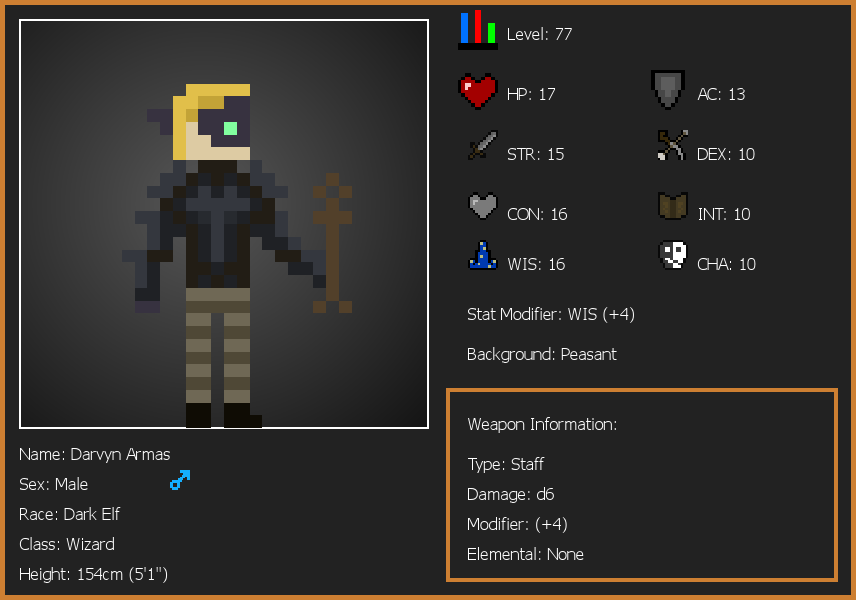 Level: 77
HP: 17
AC: 13
STR: 15
DEX: 10
CON: 16
INT: 10
WIS: 16
CHA: 10
Stat Modifier: WIS (+4)
Background: Peasant
Weapon Information:
Type: Staff
Damage: d6
Modifier: (+4)
Elemental: None
Name: Darvyn Armas
Sex: Male
Race: Dark Elf
Class: Wizard
Height: 154cm (5'1")